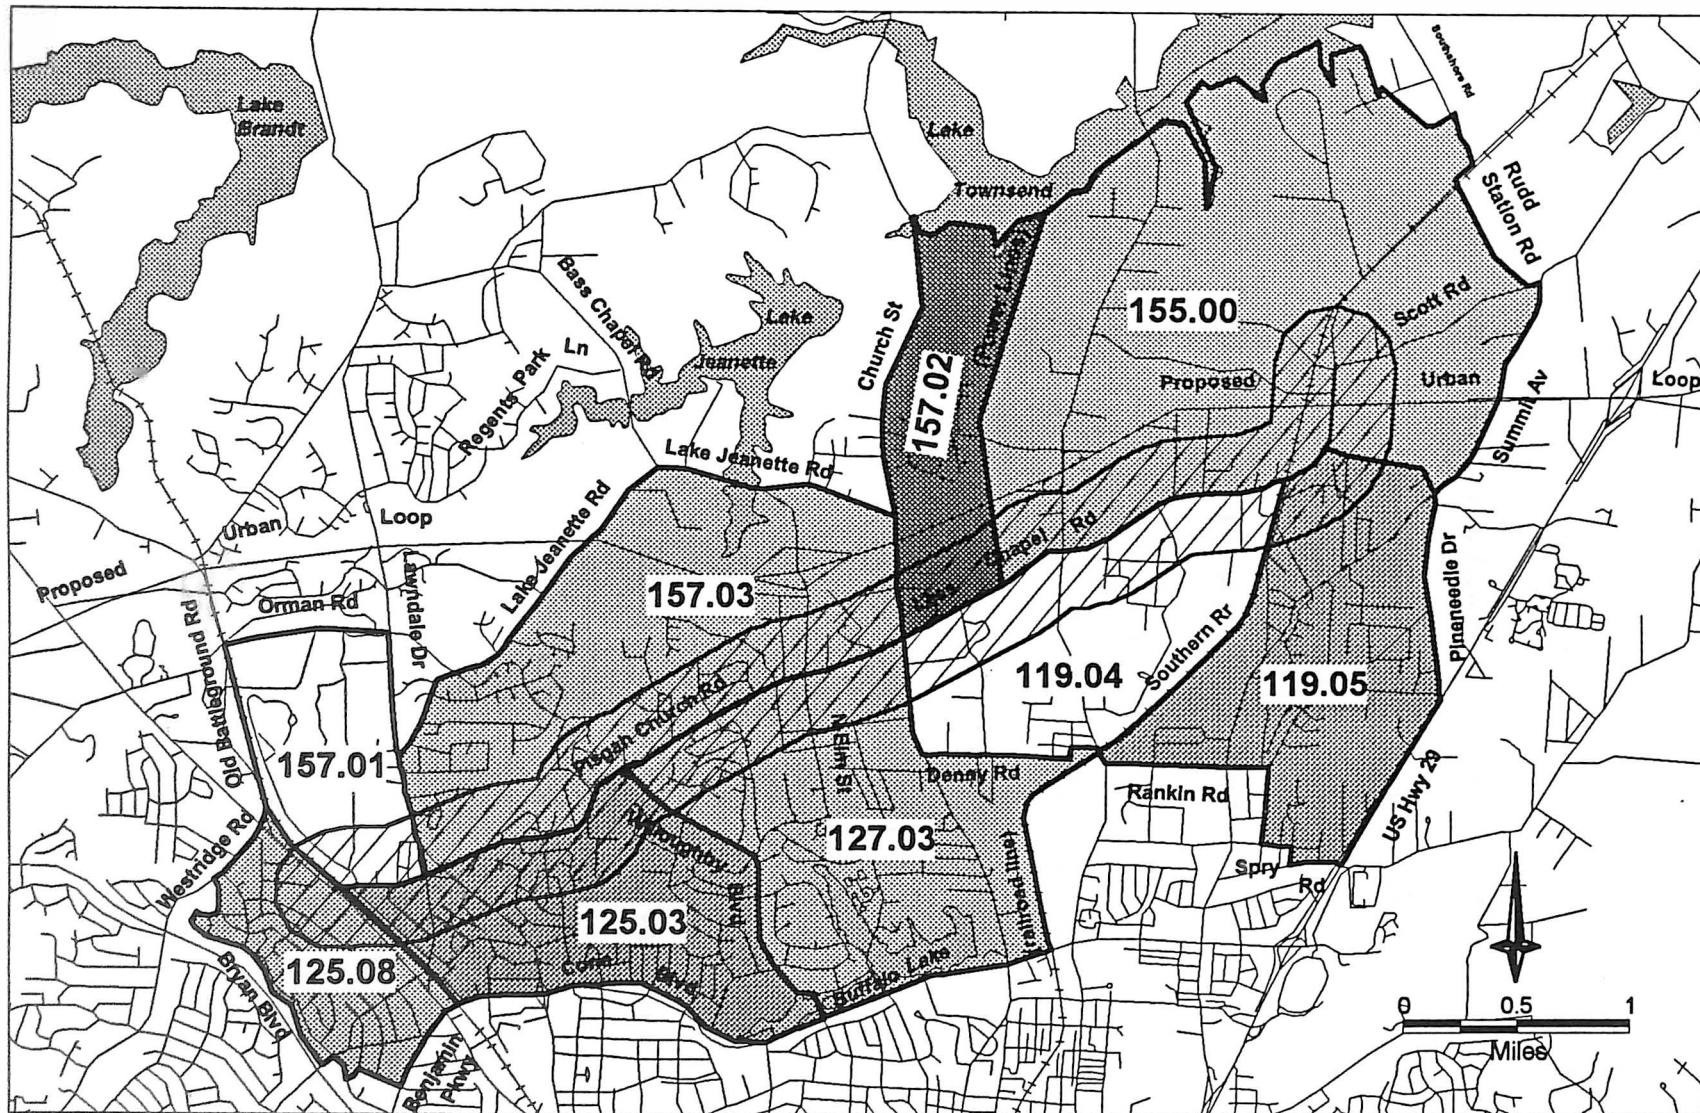 Lake
Brandt
Southshore Rd
Lake
Townsend
Rudd
Station Rd
Bass Chapel Rd
Church St
(Power Lines)
155.00
Scott Rd
Lake
Jeanette
Ln
Regents Park
157.02
Proposed
Urban
Loop
Summit Av
Lake Jeanette Rd
Urban
Loop
Lake Jeanette Rd
Chapel Rd
Proposed
Orman Rd
Lawndale Dr
157.03
Pineneedle Dr
Old Battleground Rd
119.04
Southern Rr
119.05
157.01
Pisgah Church Rd
N Elm St
Denny Rd
Rankin Rd
US Hwy 29
Westridge Rd
Willoughby
Blvd
127.03
(railroad
Spry
Rd
125.03
125.08
Cone
Blvd
Buffalo Lake
Bryan Blvd
Benjamin
Pkwy
0 0.5 1
Miles